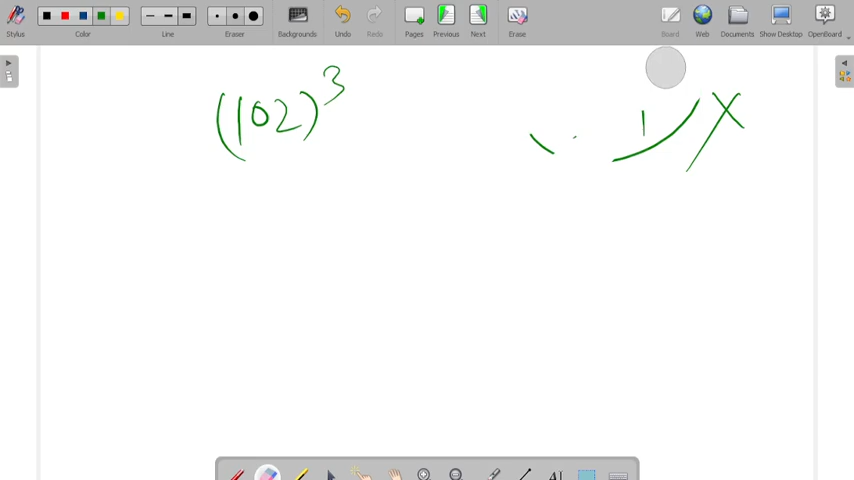 Stylus Color Line Eraser Backgrounds Undo Redo Pages Previous Next Erase Board Web Documents Show Desktop OpenBoard
(102)^3